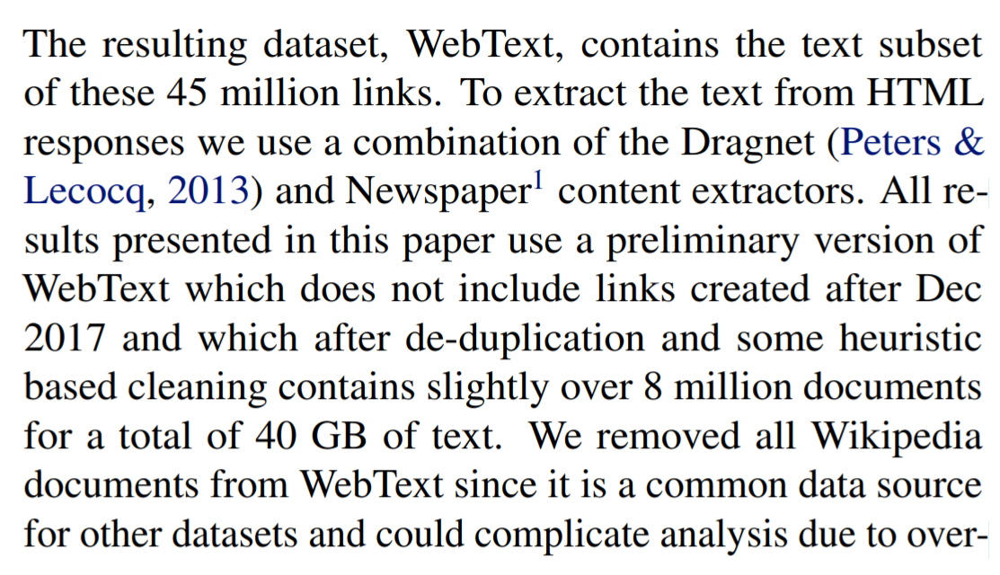 The resulting dataset, WebText, contains the text subset
of these 45 million links. To extract the text from HTML
responses we use a combination of the Dragnet (Peters &
Lecocq, 2013) and Newspaper¹ content extractors. All re-
sults presented in this paper use a preliminary version of
WebText which does not include links created after Dec
2017 and which after de-duplication and some heuristic
based cleaning contains slightly over 8 million documents
for a total of 40 GB of text. We removed all Wikipedia
documents from WebText since it is a common data source
for other datasets and could complicate analysis due to over-